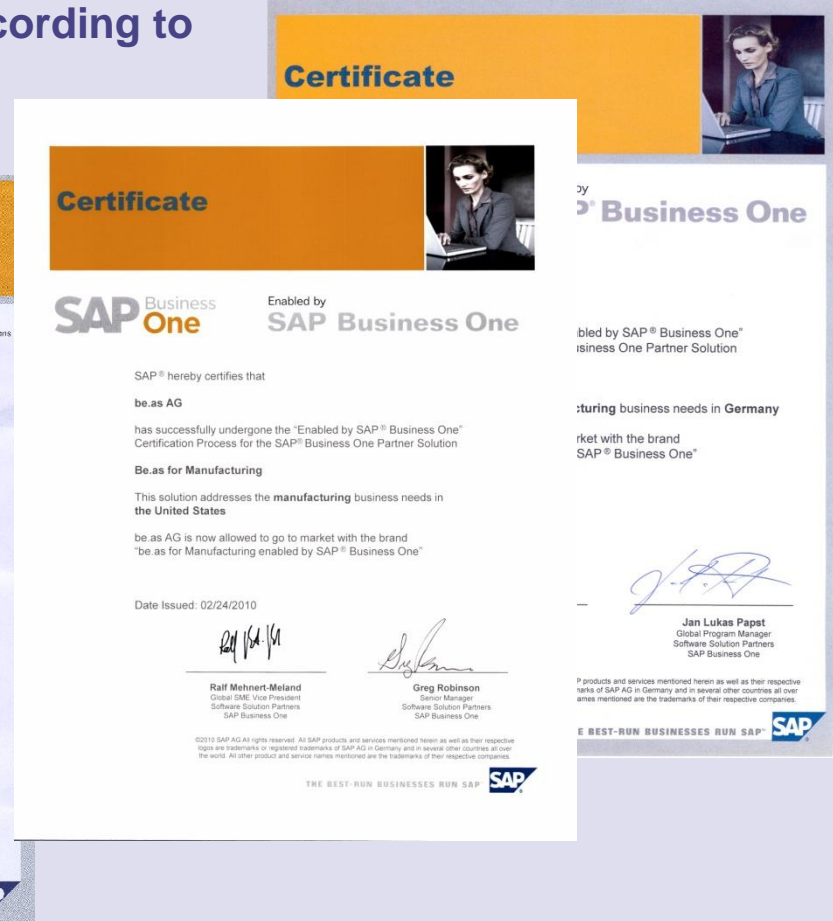 cording to
Certificate
by
Business One
bled by SAP® Business One"
siness One Partner Solution
cturing business needs in Germany
rket with the brand
SAP® Business One"
Jan Lukas Papst
Global Program Manager
Software Solution Partners
SAP Business One
P products and services mentioned herein as well as their respective
marks of SAP AG in Germany and in several other countries all over
ames mentioned are the trademarks of their respective companies.
E BEST-RUN BUSINESSES RUN SAP™
SAP
Certificate
SAP Business One
Enabled by
SAP Business One
SAP® hereby certifies that
be.as AG
has successfully undergone the "Enabled by SAP® Business One"
Certification Process for the SAP® Business One Partner Solution
Be.as for Manufacturing
This solution addresses the manufacturing business needs in
the United States
be.as AG is now allowed to go to market with the brand
"be.as for Manufacturing enabled by SAP® Business One"
Date Issued: 02/24/2010
Ralf Mehnert-Meland
Global SME Vice President
Software Solution Partners
SAP Business One
Greg Robinson
Senior Manager
Software Solution Partners
SAP Business One
©2010 SAP AG All rights reserved. All SAP products and services mentioned herein as well as their respective
logos are trademarks or registered trademarks of SAP AG in Germany and in several other countries all over
the world. All other product and service names mentioned are the trademarks of their respective companies.
THE BEST-RUN BUSINESSES RUN SAP™
SAP